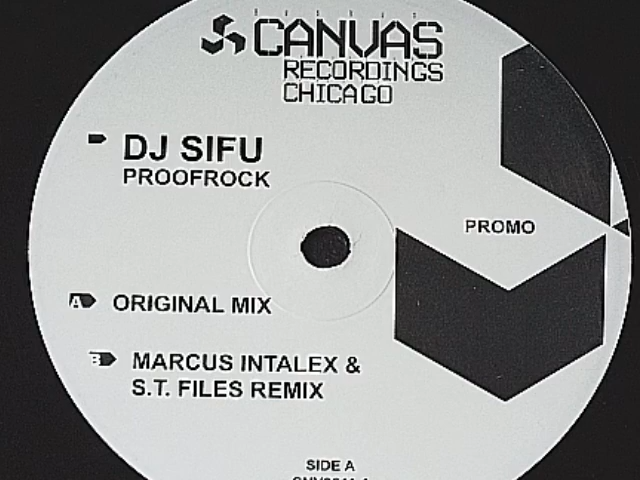 CANVAS
RECORDINGS
CHICAGO
DJ SIFU
PROOFROCK
PROMO
A ORIGINAL MIX
B MARCUS INTALEX &
S.T. FILES REMIX
SIDE A